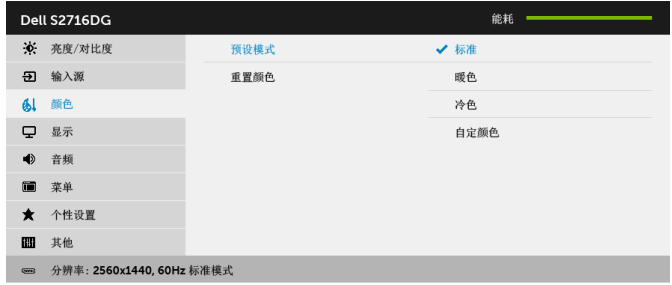 Dell S2716DG 能耗
亮度/对比度 预设模式 标准
输入源 重置颜色 暖色
颜色 冷色
显示 自定颜色
音频
菜单
个性设置
其他
分辨率: 2560x1440, 60Hz 标准模式